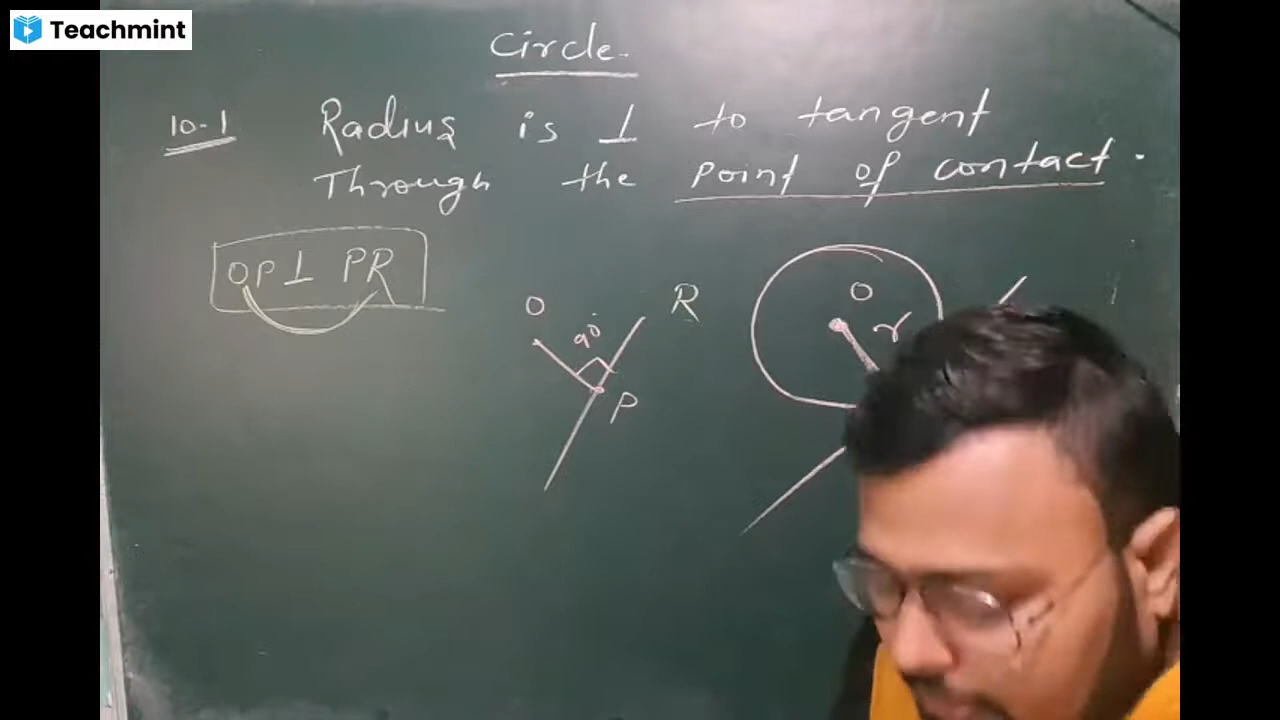 Teachmint
Circle.
10-1 Radius is ⊥ to tangent
Through the point of contact.
OP⊥ PR
O
R
90°
P
O
r